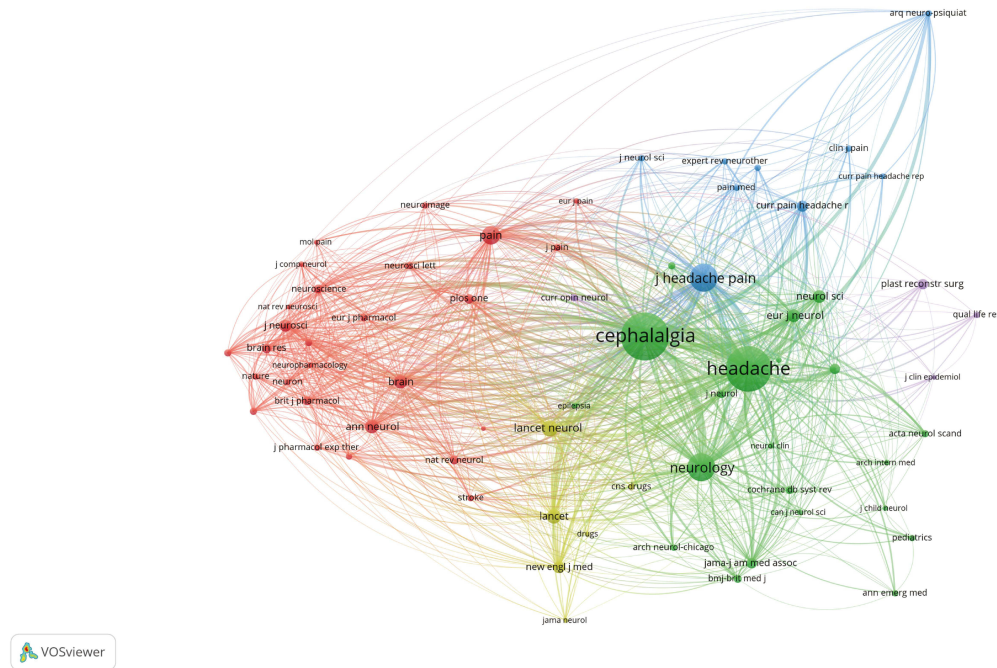 arq neuro-psiquiat
clin j pain
j neurol sci
expert rev neurother
curr pain headache rep
pain med
eur j pain
neuroimage
curr pain headache r
pain
mol pain
j pain
j comp neurol
neurosci lett
j headache pain
plast reconstr surg
neuroscience
plos one
curr opin neurol
neurol sci
nat rev neurosci
eur j pharmacol
eur j neurol
qual life re
j neurosci
cephalalgia
brain res
neuropharmacology
headache
nature
neuron
brain
j clin epidemiol
j neurol
brit j pharmacol
epilepsia
ann neurol
lancet neurol
acta neurol scand
j pharmacol exp ther
neurol clin
nat rev neurol
neurology
arch intern med
cns drugs
cochrane db syst rev
stroke
j child neurol
lancet
can j neurol sci
drugs
pediatrics
arch neurol-chicago
jama-j am med assoc
new engl j med
bmj-brit med j
ann emerg med
jama neurol
VOSviewer